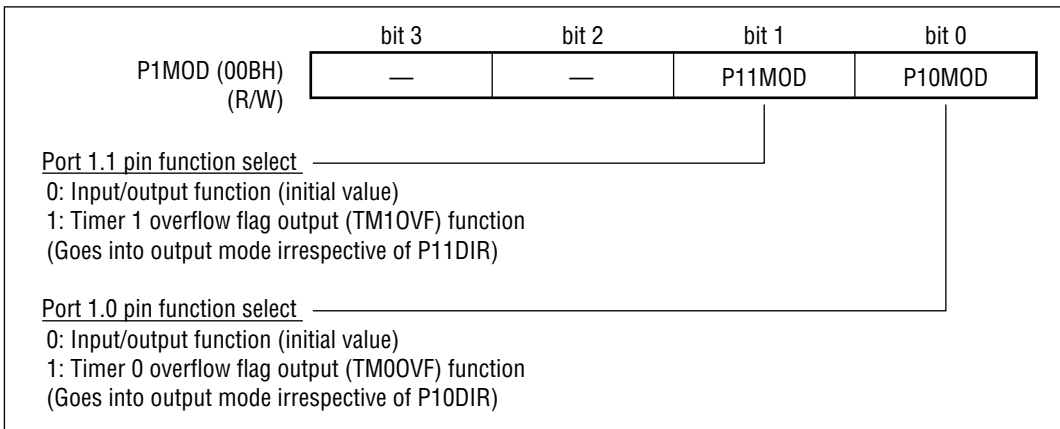 bit 3 bit 2 bit 1 bit 0
P1MOD (00BH) — — P11MOD P10MOD
(R/W)
Port 1.1 pin function select
0: Input/output function (initial value)
1: Timer 1 overflow flag output (TM1OVF) function
(Goes into output mode irrespective of P11DIR)
Port 1.0 pin function select
0: Input/output function (initial value)
1: Timer 0 overflow flag output (TM0OVF) function
(Goes into output mode irrespective of P10DIR)